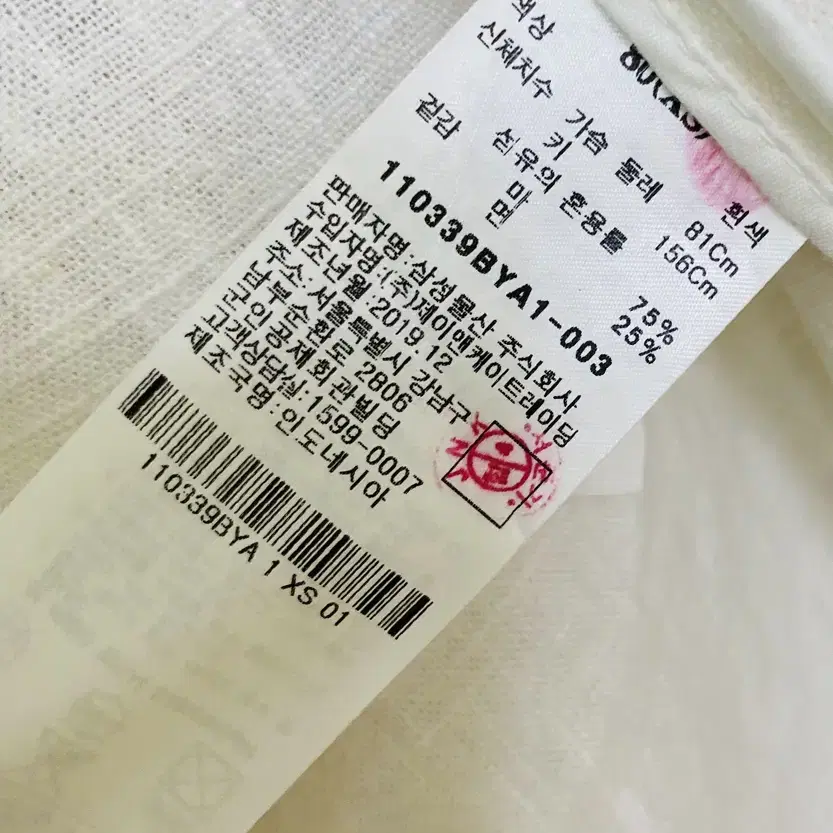 80(XS)
색상 흰색
신체치수 가슴 둘레 81Cm
키 156Cm
섬유의 혼용률
겉감 마 75%
면 25%
110339BYA1-003
판매자명:삼성물산 주식회사
수입자명:(주)제이앤케이트레이딩
제조년월:2019.12
주소:서울특별시 강남구
남부순환로 2806
군인공제회관빌딩
고객상담실:1599-0007
제조국명:인도네시아
110339BYA 1 XS 01